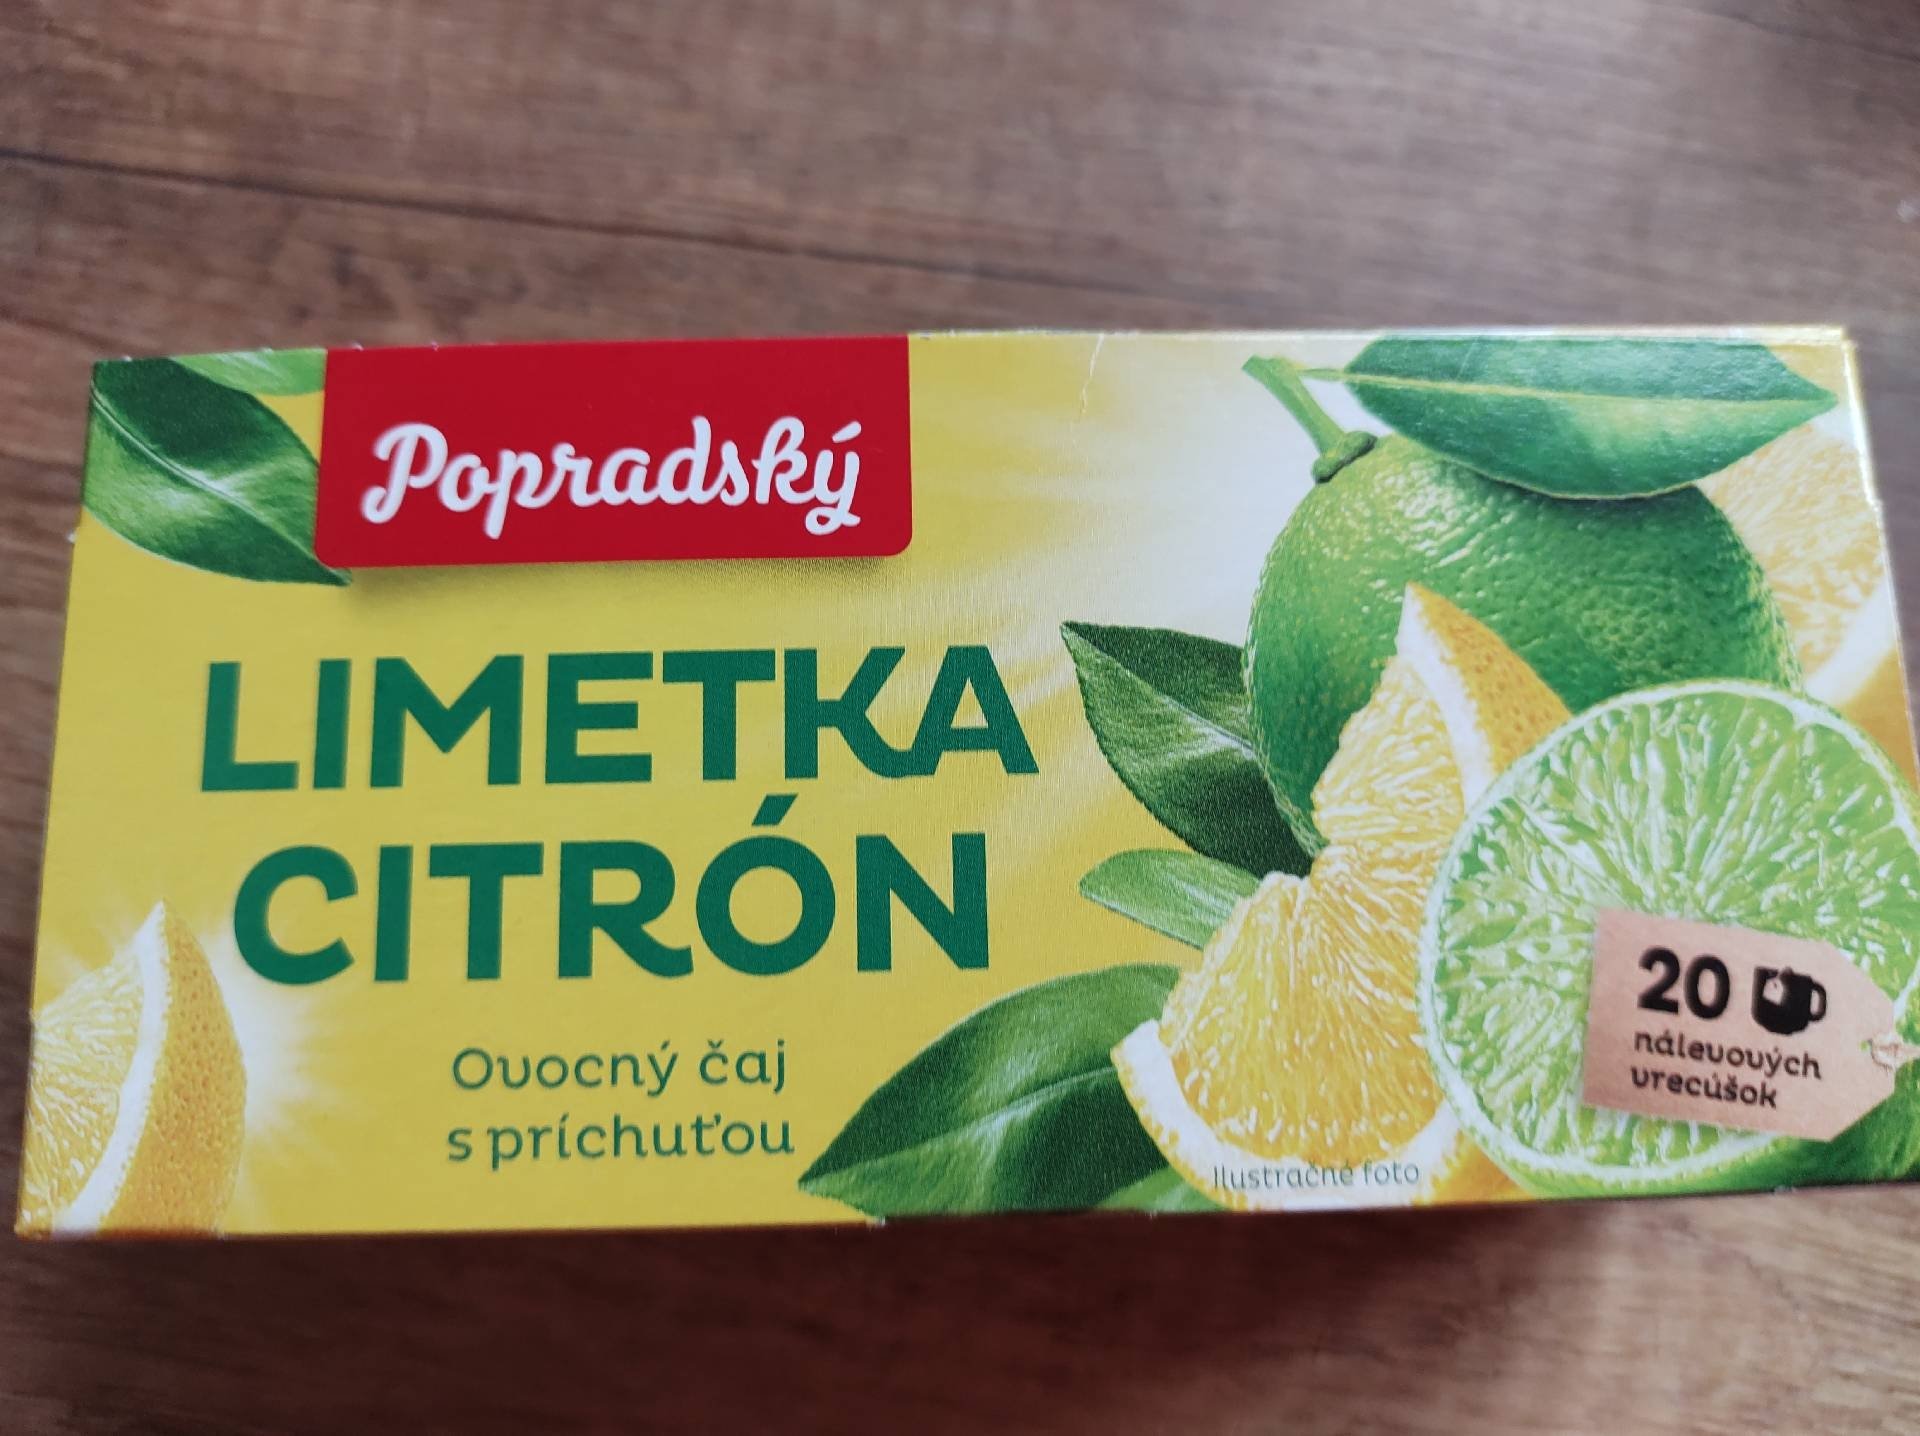 Popradský
LIMETKA
CITRÓN
Ovocný čaj
s príchuťou
20
nálevových
vrecúšok
Ilustračné foto